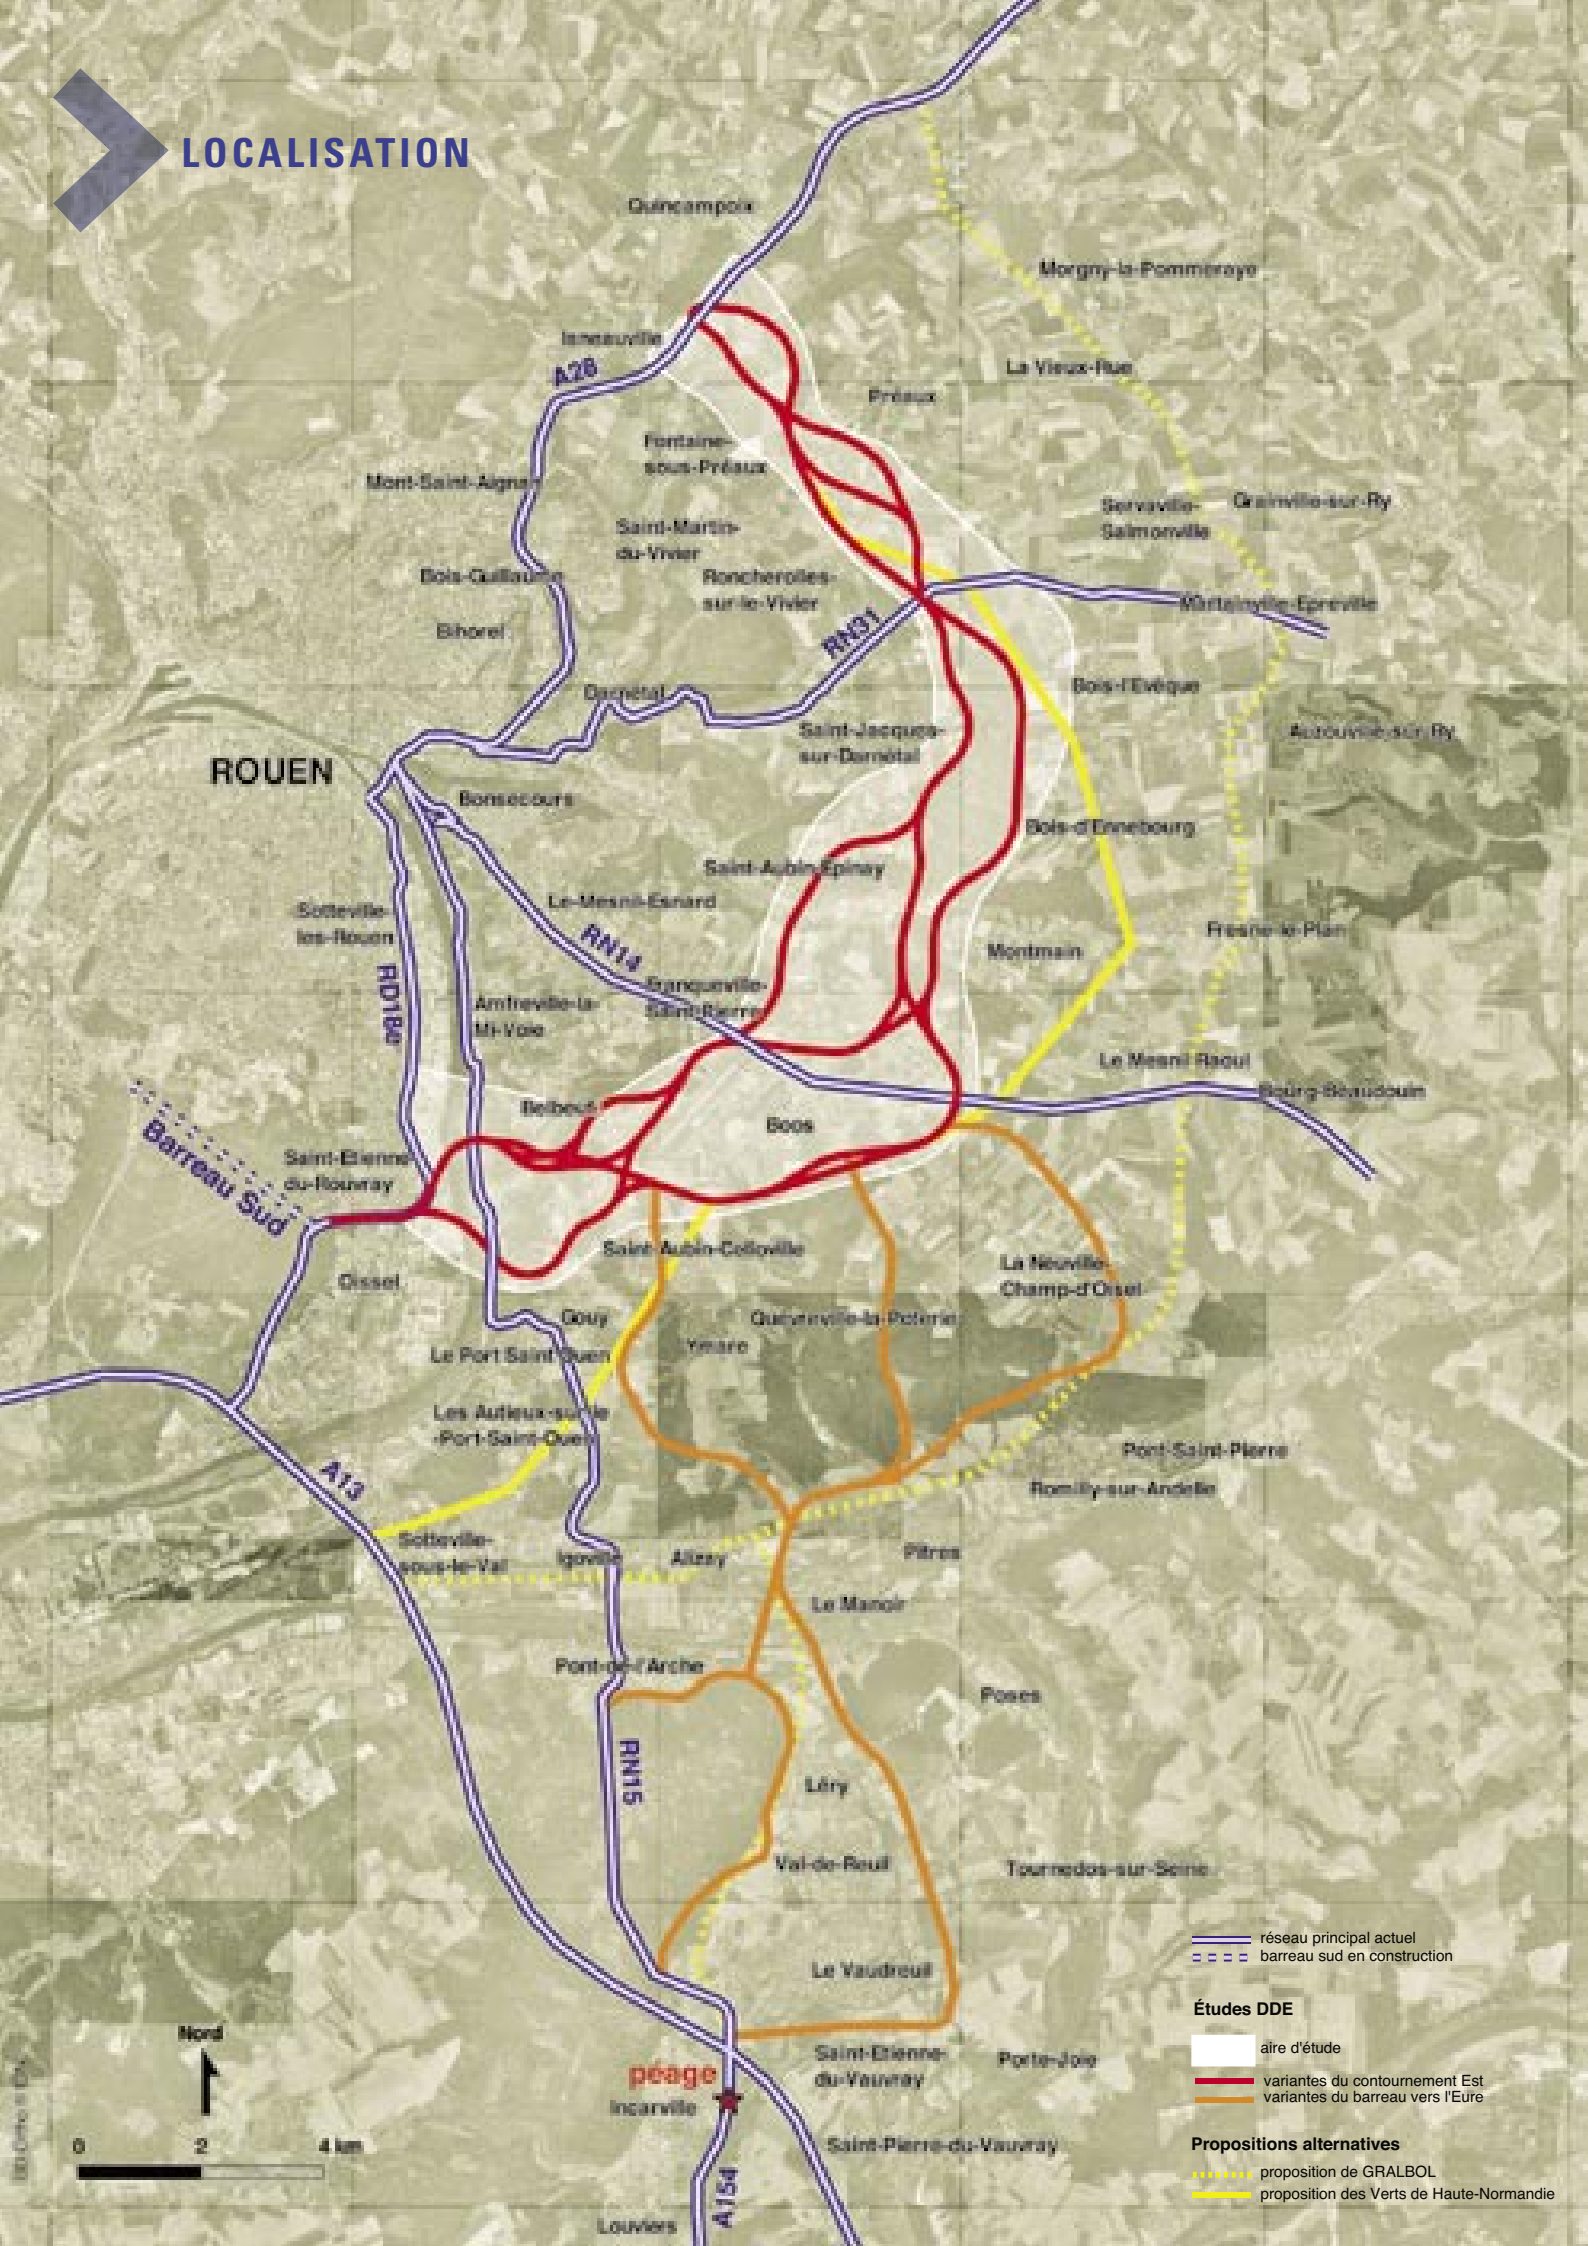 LOCALISATION
Quincampoix
Morgny-la-Pommeraye
Isneauville
A28
La Vieux-Rue
Préaux
Fontaine-
sous-Préaux
Mont-Saint-Aignan
Servaville-
Salmonville
Grainville-sur-Ry
Saint-Martin-
du-Vivier
Bois-Guillaume
Roncherolles-
sur-le-Vivier
Martainville-Epreville
Bihorel
RN31
Darnétal
Bois-l'Evêque
Saint-Jacques-
sur-Darnétal
Auzouville-sur-Ry
ROUEN
Bonsecours
Bois-d'Ennebourg
Saint-Aubin-Epinay
Le-Mesnil-Esnard
Sotteville-
les-Rouen
RN14
Fresne-le-Plan
Montmain
RD18e
Franqueville-
Saint-Pierre
Amfreville-la-
Mi-Voie
Le Mesnil Raoul
Bourg-Beaudouin
Belbeuf
Boos
Barreau Sud
Saint-Etienne-
du-Rouvray
Saint Aubin-Celloville
La Neuville-
Champ-d'Oisel
Oissel
Gouy
Quevreville-la-Poterie
Ymare
Le Port Saint Ouen
Les Autieux-sur-le
-Port-Saint-Ouen
A13
Pont-Saint-Pierre
Romilly-sur-Andelle
Sotteville-
sous-le-Val
Igoville
Alizay
Pitres
Le Manoir
Pont-de-l'Arche
Poses
RN15
Léry
Val-de-Reuil
Tournedos-sur-Seine
Le Vaudreuil
Saint-Etienne-
du-Vauvray
Porte-Joie
péage
Incarville
Saint-Pierre-du-Vauvray
A154
Louviers
Nord
0 2 4 km
réseau principal actuel
barreau sud en construction
Études DDE
aire d'étude
variantes du contournement Est
variantes du barreau vers l'Eure
Propositions alternatives
proposition de GRALBOL
proposition des Verts de Haute-Normandie